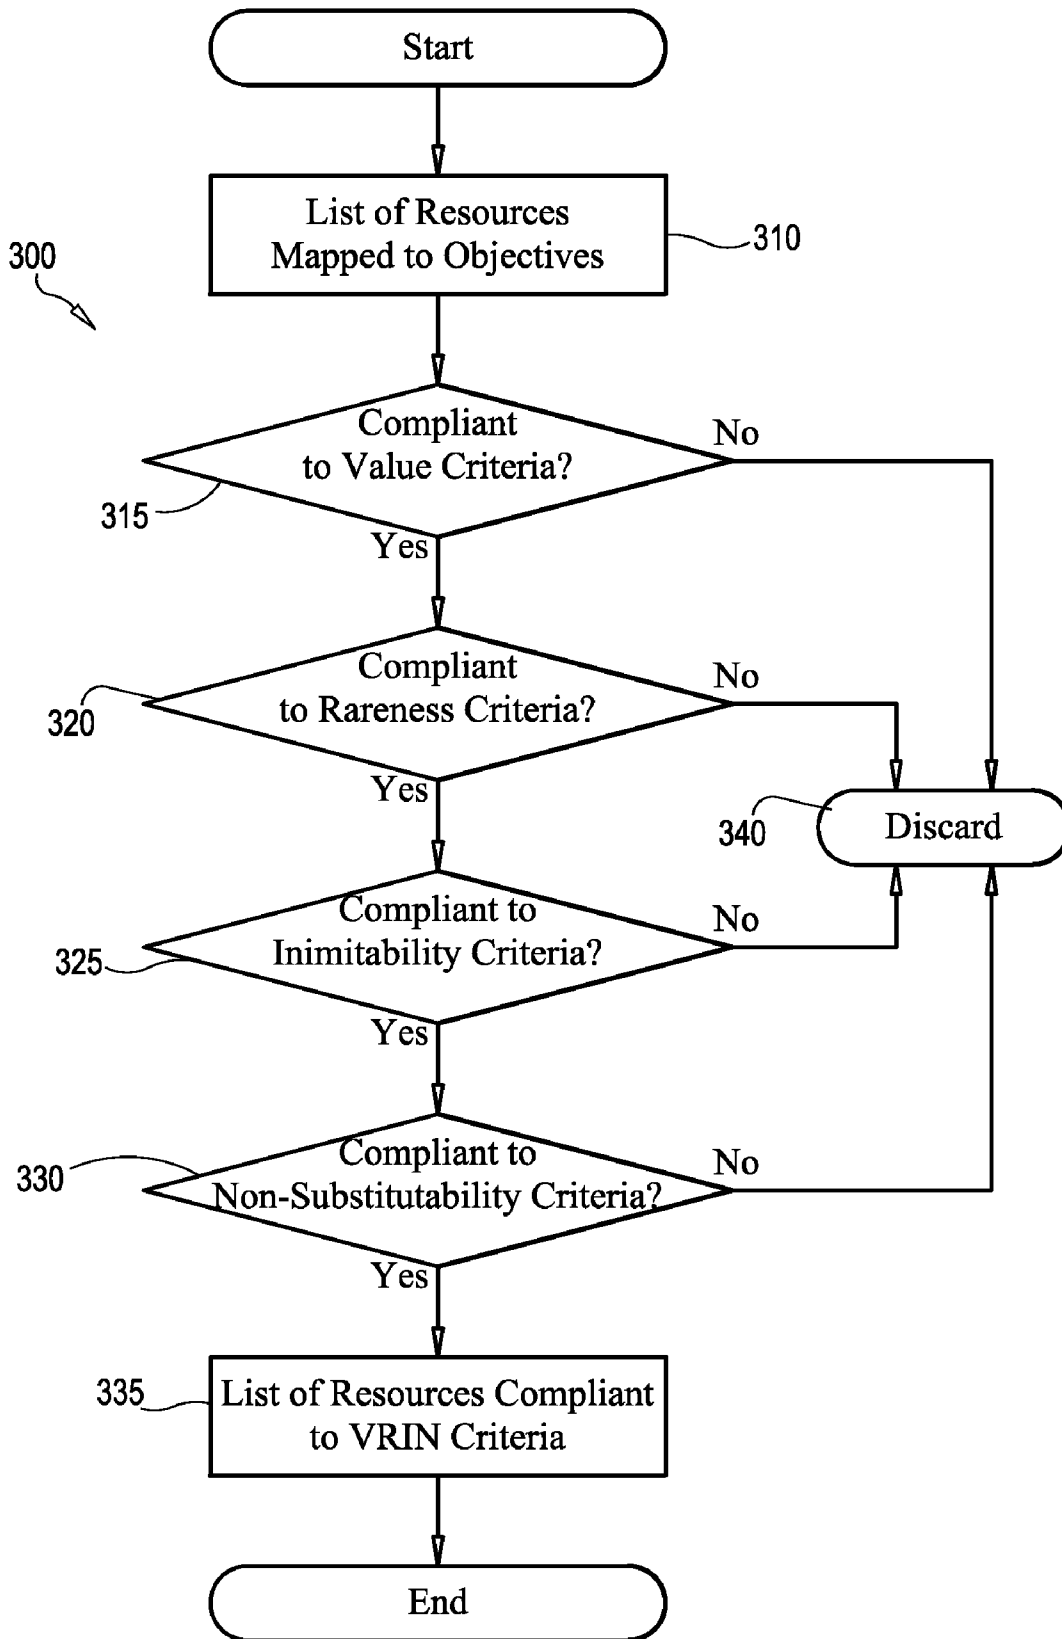 Start
List of Resources
Mapped to Objectives
310
300
Compliant
to Value Criteria?
No
315
Yes
Compliant
to Rareness Criteria?
No
320
Yes
340
Discard
Compliant to
Inimitability Criteria?
No
325
Yes
Compliant to
Non-Substitutability Criteria?
No
330
Yes
335
List of Resources Compliant
to VRIN Criteria
End